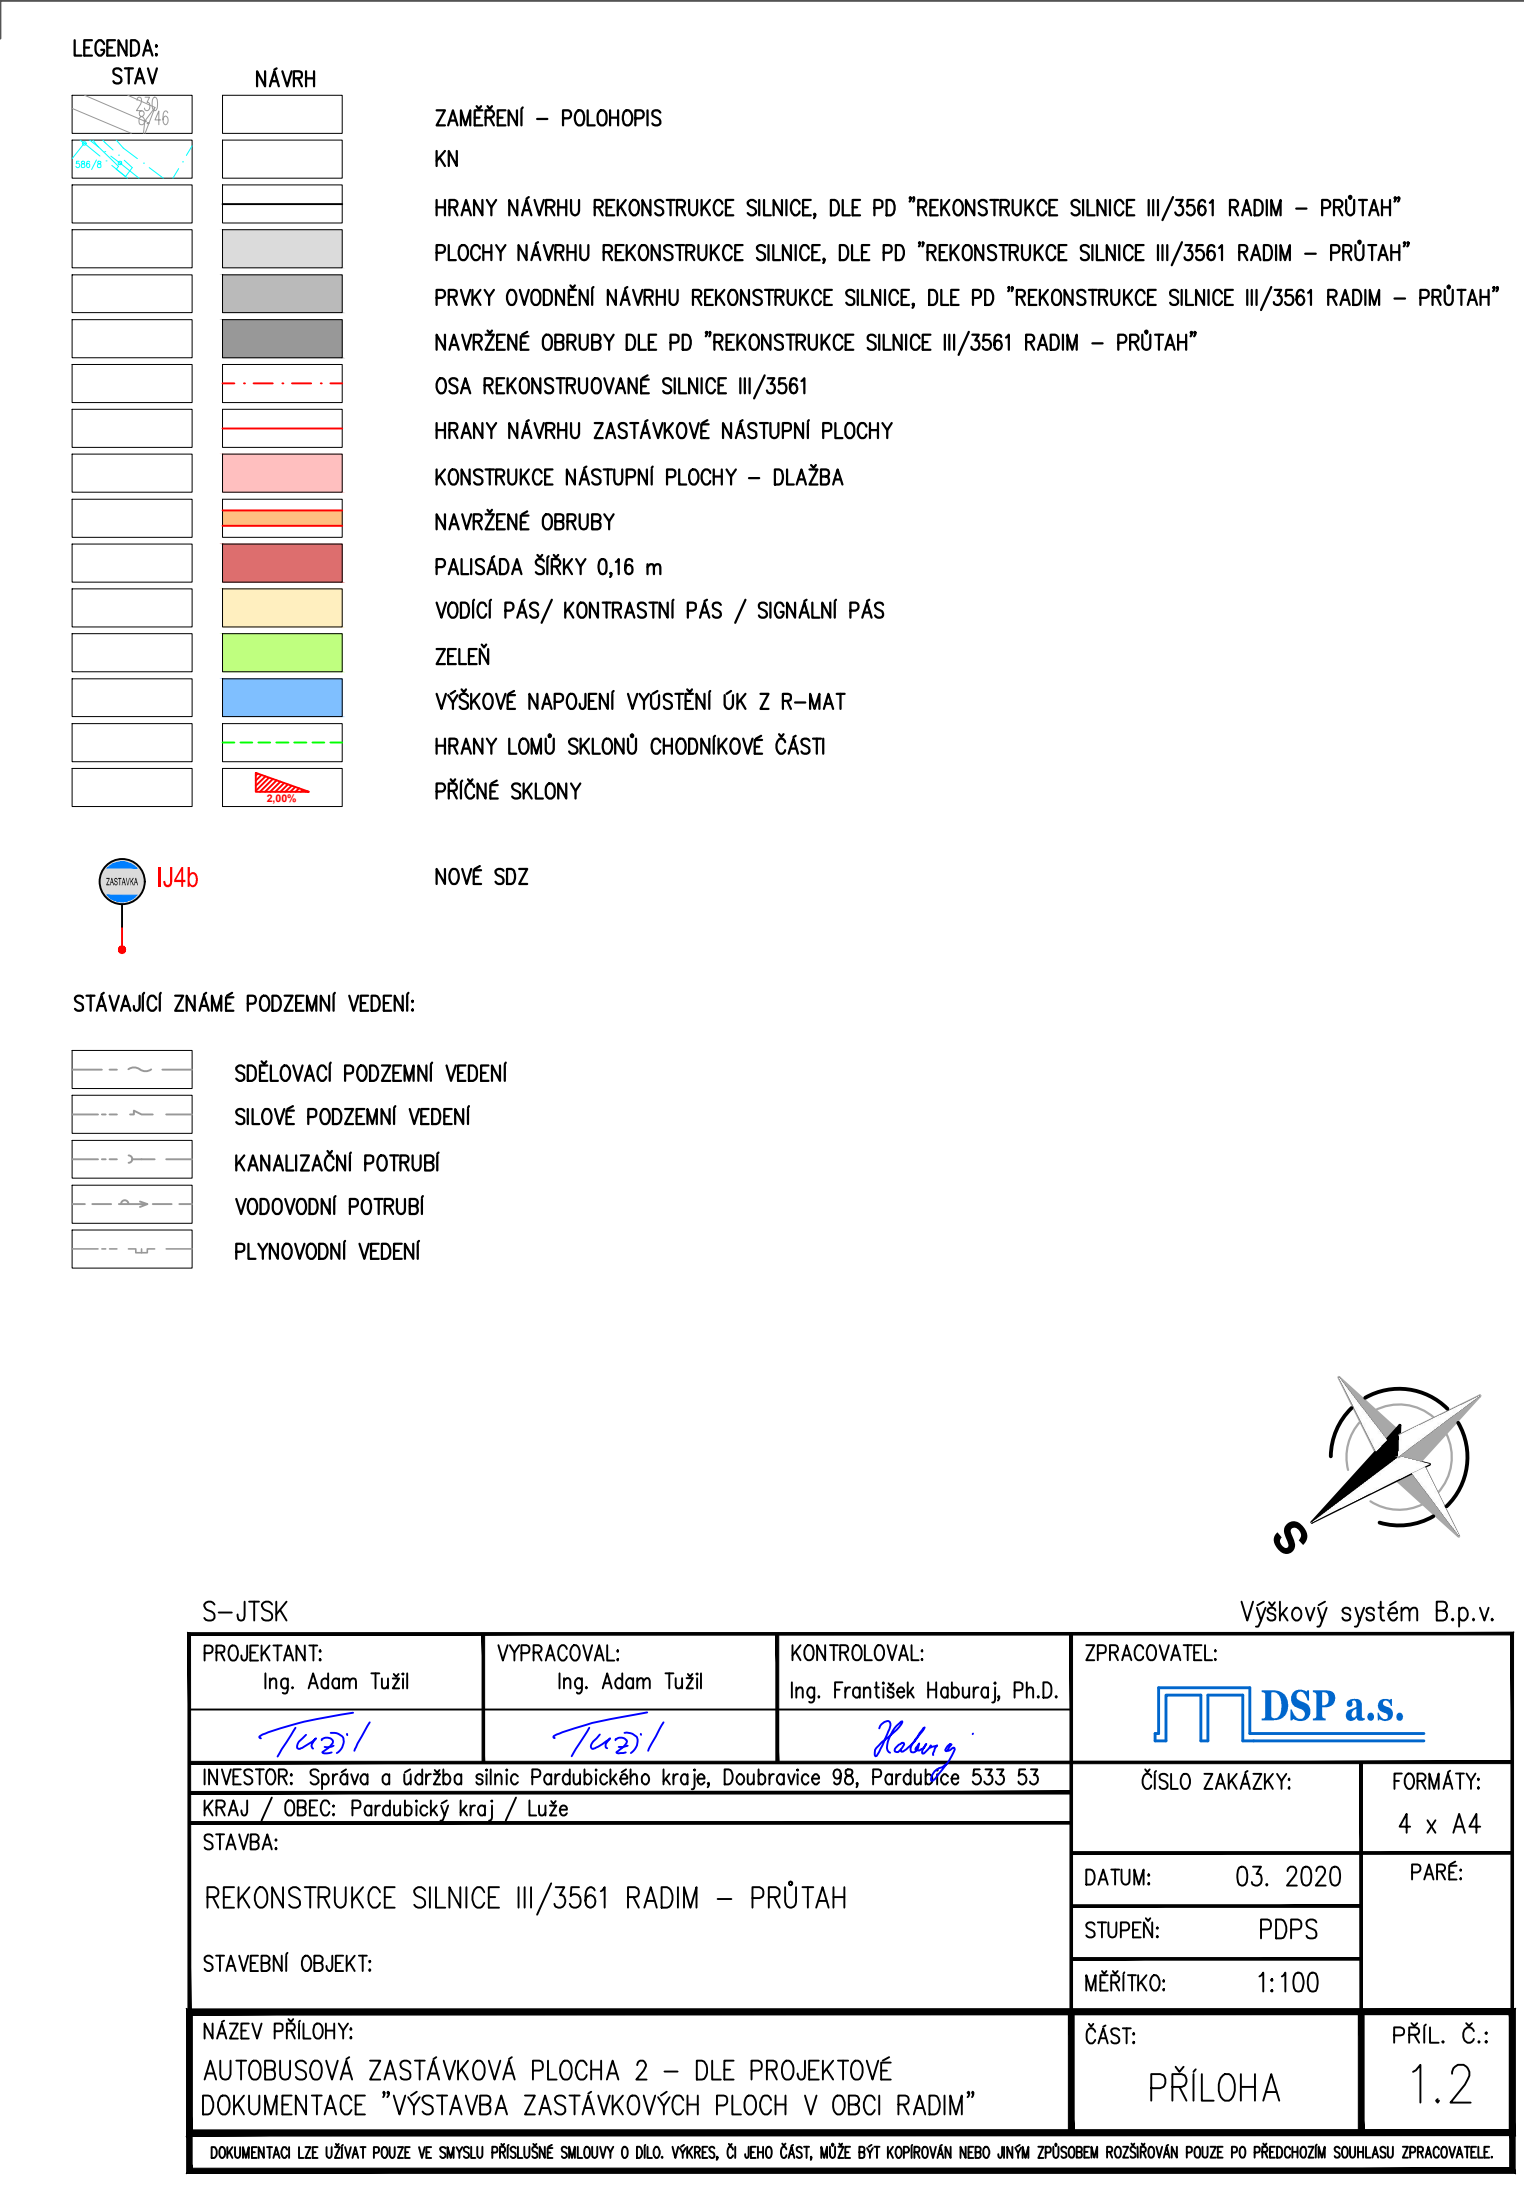 LEGENDA:
STAV NÁVRH
230
8/46
ZAMĚŘENÍ – POLOHOPIS
586/8
KN
HRANY NÁVRHU REKONSTRUKCE SILNICE, DLE PD "REKONSTRUKCE SILNICE III/3561 RADIM – PRŮTAH"
PLOCHY NÁVRHU REKONSTRUKCE SILNICE, DLE PD "REKONSTRUKCE SILNICE III/3561 RADIM – PRŮTAH"
PRVKY OVODNĚNÍ NÁVRHU REKONSTRUKCE SILNICE, DLE PD "REKONSTRUKCE SILNICE III/3561 RADIM – PRŮTAH"
NAVRŽENÉ OBRUBY DLE PD "REKONSTRUKCE SILNICE III/3561 RADIM – PRŮTAH"
OSA REKONSTRUOVANÉ SILNICE III/3561
HRANY NÁVRHU ZASTÁVKOVÉ NÁSTUPNÍ PLOCHY
KONSTRUKCE NÁSTUPNÍ PLOCHY – DLAŽBA
NAVRŽENÉ OBRUBY
PALISÁDA ŠÍŘKY 0,16 m
VODÍCÍ PÁS/ KONTRASTNÍ PÁS / SIGNÁLNÍ PÁS
ZELEŇ
VÝŠKOVÉ NAPOJENÍ VYÚSTĚNÍ ÚK Z R–MAT
HRANY LOMŮ SKLONŮ CHODNÍKOVÉ ČÁSTI
2,00%
PŘÍČNÉ SKLONY
ZASTAVKA IJ4b NOVÉ SDZ
STÁVAJÍCÍ ZNÁMÉ PODZEMNÍ VEDENÍ:
SDĚLOVACÍ PODZEMNÍ VEDENÍ
SILOVÉ PODZEMNÍ VEDENÍ
KANALIZAČNÍ POTRUBÍ
VODOVODNÍ POTRUBÍ
PLYNOVODNÍ VEDENÍ
S
S–JTSK Výškový systém B.p.v.
PROJEKTANT: VYPRACOVAL: KONTROLOVAL: ZPRACOVATEL:
Ing. Adam Tužil Ing. Adam Tužil Ing. František Haburaj, Ph.D.
DSP a.s.
Tužil Tužil Haburaj
INVESTOR: Správa a údržba silnic Pardubického kraje, Doubravice 98, Pardubice 533 53
KRAJ / OBEC: Pardubický kraj / Luže
ČÍSLO ZAKÁZKY: FORMÁTY:
4 x A4
STAVBA:
REKONSTRUKCE SILNICE III/3561 RADIM – PRŮTAH
DATUM: 03. 2020 PARÉ:
STUPEŇ: PDPS
STAVEBNÍ OBJEKT:
MĚŘÍTKO: 1:100
NÁZEV PŘÍLOHY:
AUTOBUSOVÁ ZASTÁVKOVÁ PLOCHA 2 – DLE PROJEKTOVÉ
DOKUMENTACE "VÝSTAVBA ZASTÁVKOVÝCH PLOCH V OBCI RADIM"
ČÁST:
PŘÍLOHA
PŘÍL. Č.:
1.2
DOKUMENTACI LZE UŽÍVAT POUZE VE SMYSLU PŘÍSLUŠNÉ SMLOUVY O DÍLO. VÝKRES, ČI JEHO ČÁST, MŮŽE BÝT KOPÍROVÁN NEBO JINÝM ZPŮSOBEM ROZŠIŘOVÁN POUZE PO PŘEDCHOZÍM SOUHLASU ZPRACOVATELE.